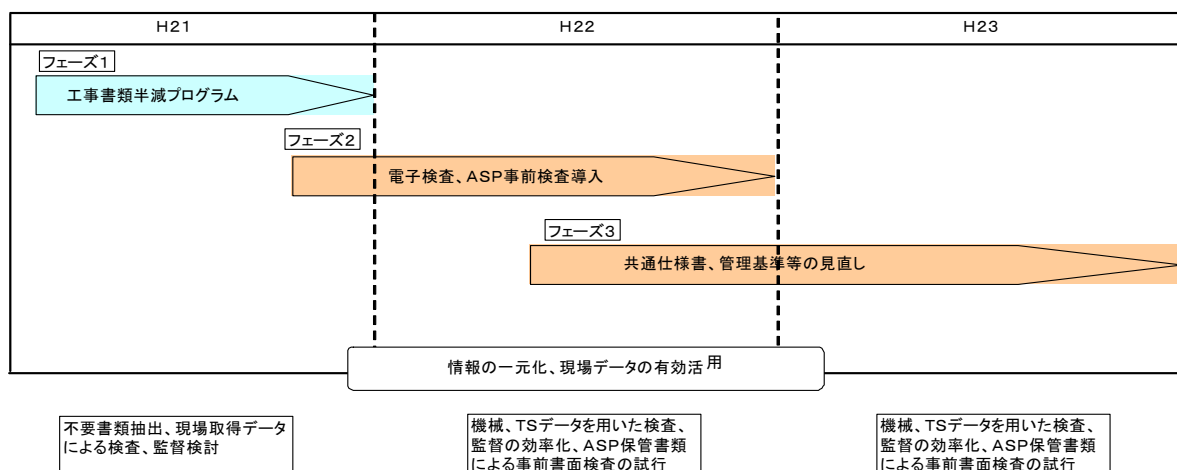 H21
H22
H23
フェーズ1
工事書類半減プログラム
フェーズ2
電子検査、ASP事前検査導入
フェーズ3
共通仕様書、管理基準等の見直し
情報の一元化、現場データの有効活用
不要書類抽出、現場取得データ
による検査、監督検討
機械、TSデータを用いた検査、
監督の効率化、ASP保管書類
による事前書面検査の試行
機械、TSデータを用いた検査、
監督の効率化、ASP保管書類
による事前書面検査の試行